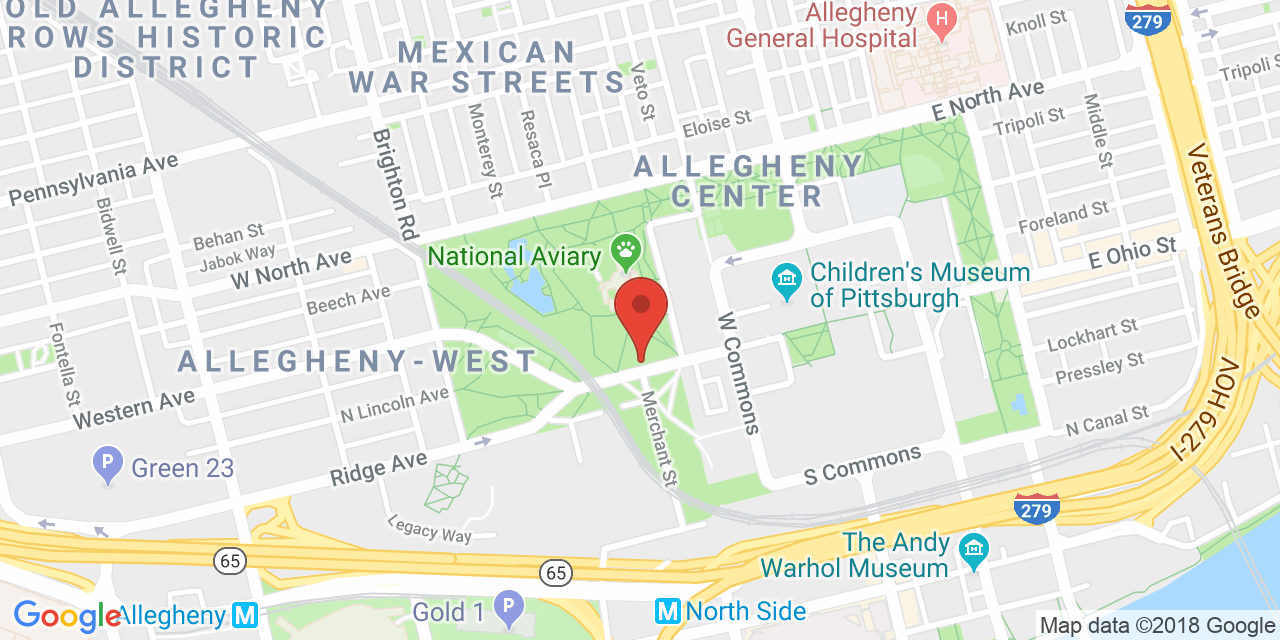 OLD ALLEGHENY
ROWS HISTORIC
DISTRICT
MEXICAN
WAR STREETS
Allegheny
General Hospital
H
Knoll St
279
Tripoli St
Veto St
Eloise St
E North Ave
Tripoli St
Middle St
Monterey St
Resaca Pl
Brighton Rd
Pennsylvania Ave
ALLEGHENY
CENTER
Veterans Bridge
Bidwell St
Behan St
Jabok Way
W North Ave
Beech Ave
National Aviary
Foreland St
E Ohio St
Children's Museum
of Pittsburgh
W Commons
Lockhart St
Pressley St
Fontella St
ALLEGHENY-WEST
Western Ave
N Lincoln Ave
Merchant St
N Canal St
I-279 HOV
P
Green 23
Ridge Ave
S Commons
279
Legacy Way
65
65
The Andy
Warhol Museum
Google
Allegheny
M
Gold 1
P
M
North Side
Map data ©2018 Google